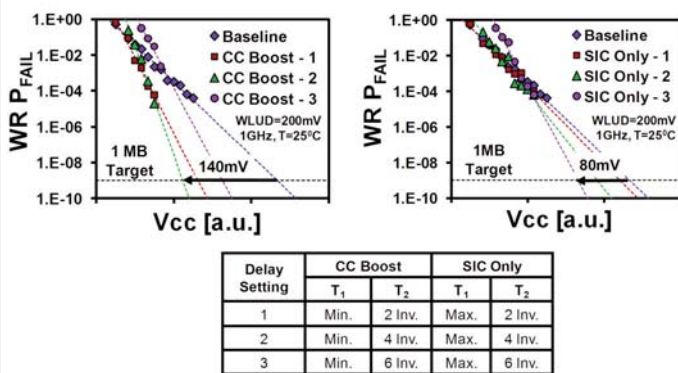 WR PFAIL
1.E+00
1.E-02
1.E-04
1.E-06
1.E-08
1.E-10
Baseline
CC Boost - 1
CC Boost - 2
CC Boost - 3
WLUD=200mV
1GHz, T=25⁰C
1 MB
Target
140mV
Vcc [a.u.]
WR PFAIL
1.E+00
1.E-02
1.E-04
1.E-06
1.E-08
1.E-10
Baseline
SIC Only - 1
SIC Only - 2
SIC Only - 3
WLUD=200mV
1GHz, T=25⁰C
1MB
Target
80mV
Vcc [a.u.]
Delay Setting CC Boost SIC Only
T1 T2 T1 T2
1 Min. 2 Inv. Max. 2 Inv.
2 Min. 4 Inv. Max. 4 Inv.
3 Min. 6 Inv. Max. 6 Inv.